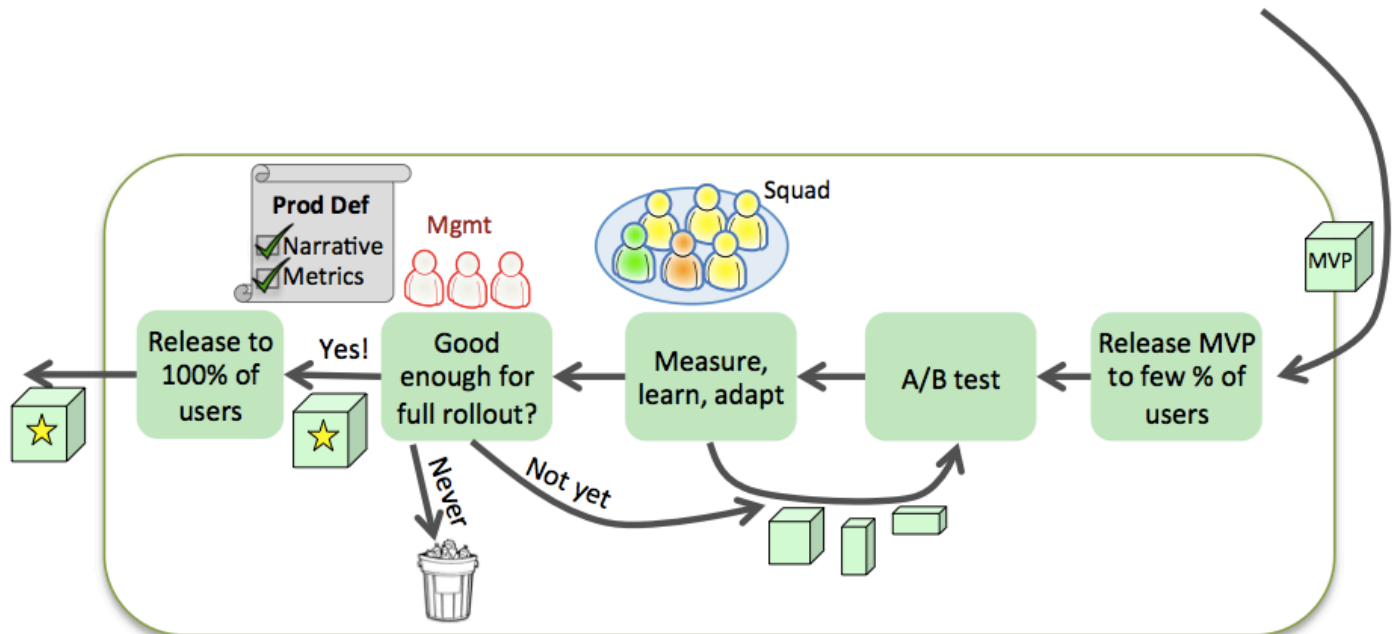 Prod Def
Narrative
Metrics
Mgmt
Squad
MVP
Release to
100% of
users
Yes!
Good
enough for
full rollout?
Measure,
learn, adapt
A/B test
Release MVP
to few % of
users
Never
Not yet